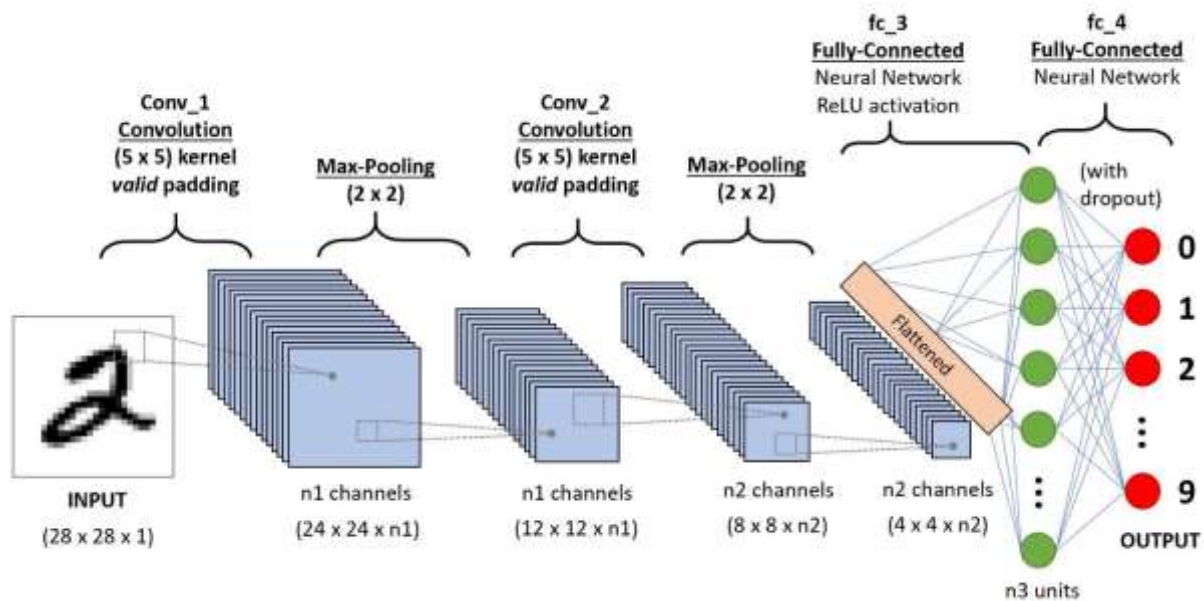 Conv_1
Convolution
(5 x 5) kernel
valid padding
Max-Pooling
(2 x 2)
Conv_2
Convolution
(5 x 5) kernel
valid padding
Max-Pooling
(2 x 2)
fc_3
Fully-Connected
Neural Network
ReLU activation
fc_4
Fully-Connected
Neural Network
(with
dropout)
Flattened
0
1
2
9
OUTPUT
2
INPUT
(28 x 28 x 1)
n1 channels
(24 x 24 x n1)
n1 channels
(12 x 12 x n1)
n2 channels
(8 x 8 x n2)
n2 channels
(4 x 4 x n2)
n3 units